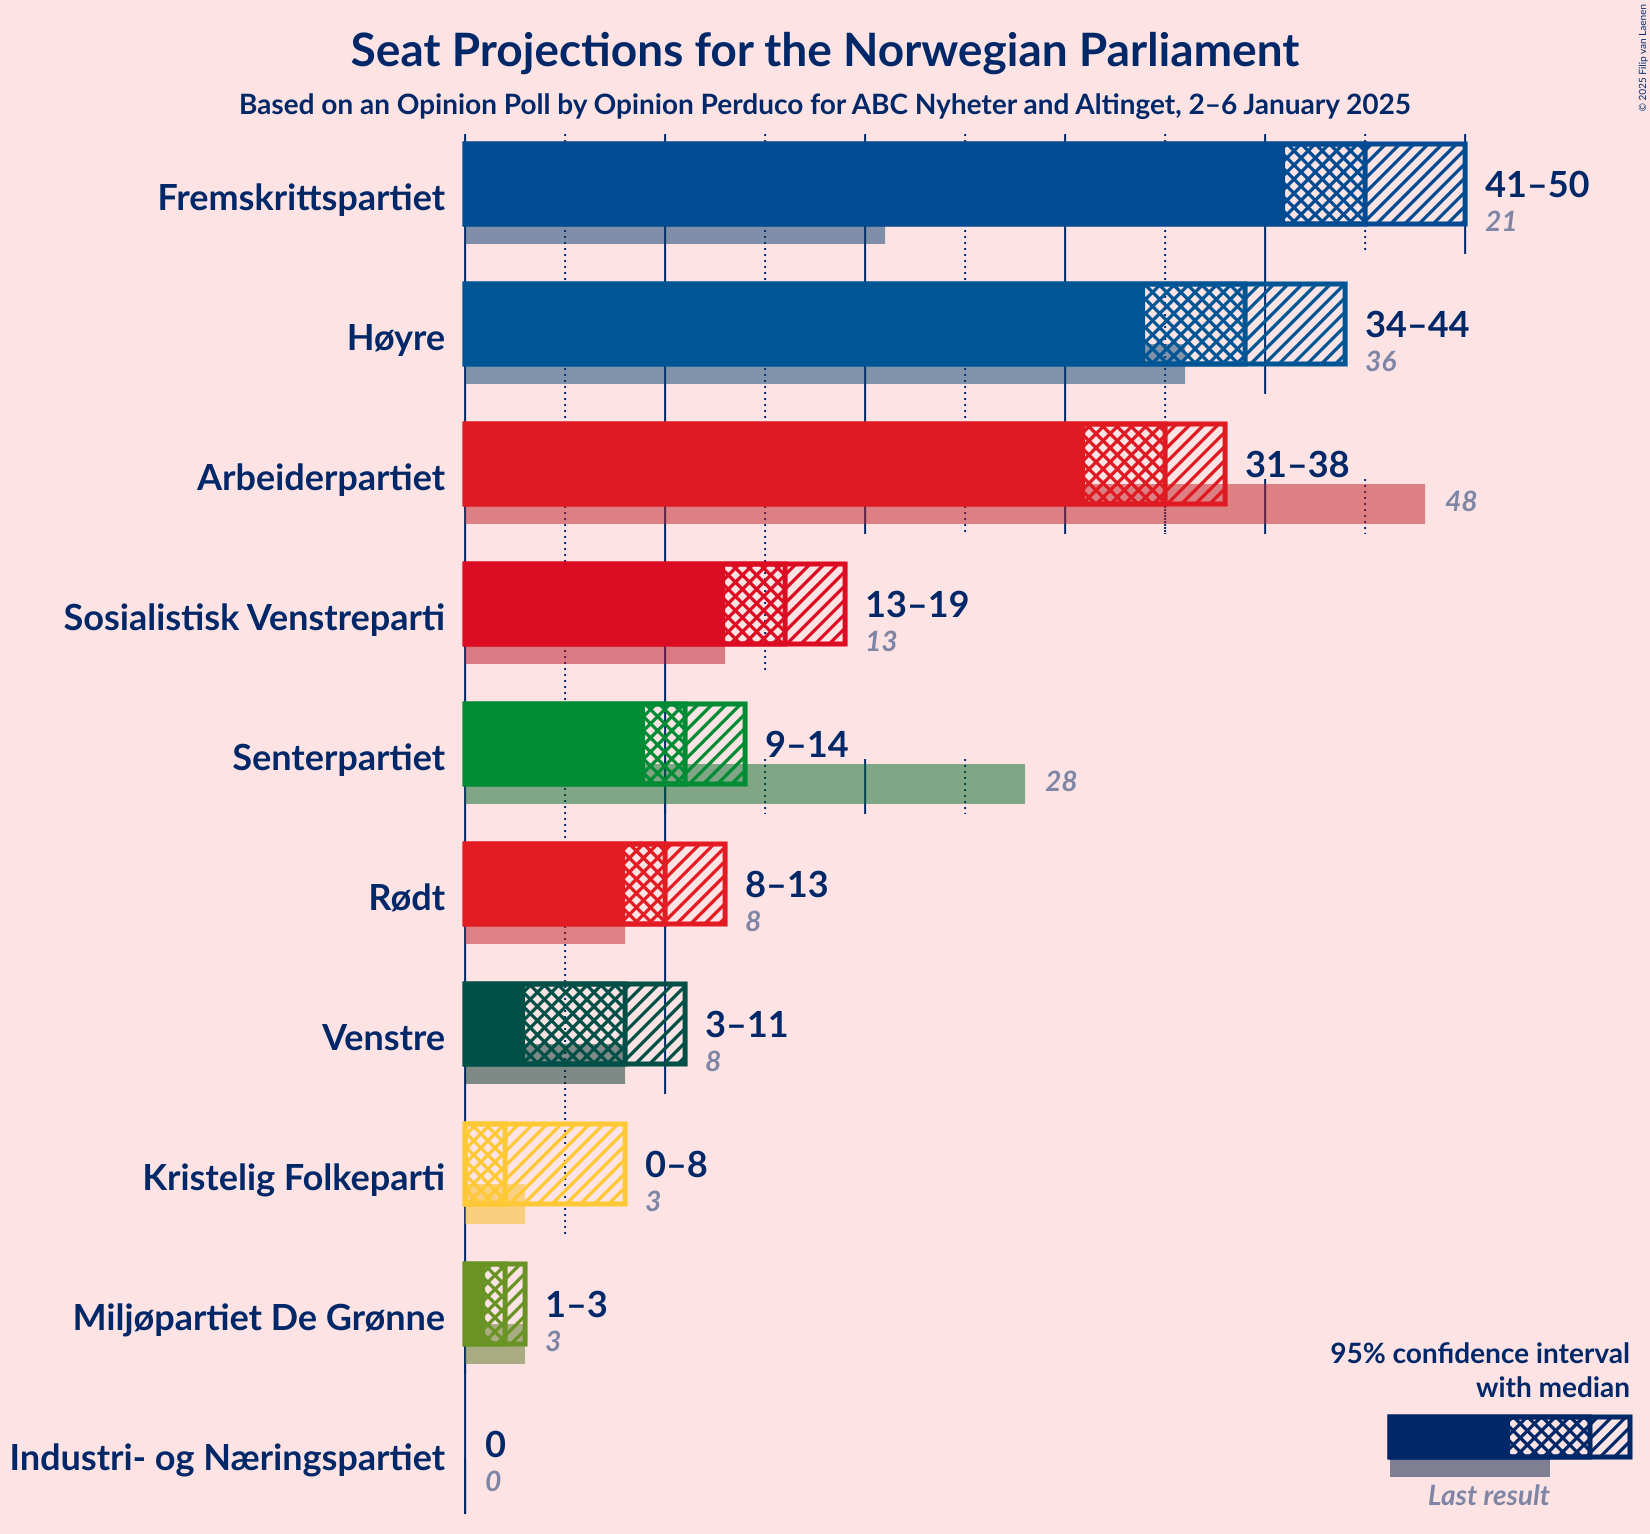 Seat Projections for the Norwegian Parliament
Based on an Opinion Poll by Opinion Perduco for ABC Nyheter and Altinget, 2–6 January 2025
© 2025 Filip van Laenen
Fremskrittspartiet
41–50
21
Høyre
34–44
36
Arbeiderpartiet
31–38
48
Sosialistisk Venstreparti
13–19
13
Senterpartiet
9–14
28
Rødt
8–13
8
Venstre
3–11
8
Kristelig Folkeparti
0–8
3
Miljøpartiet De Grønne
1–3
3
Industri- og Næringspartiet
0
0
95% confidence interval
with median
Last result